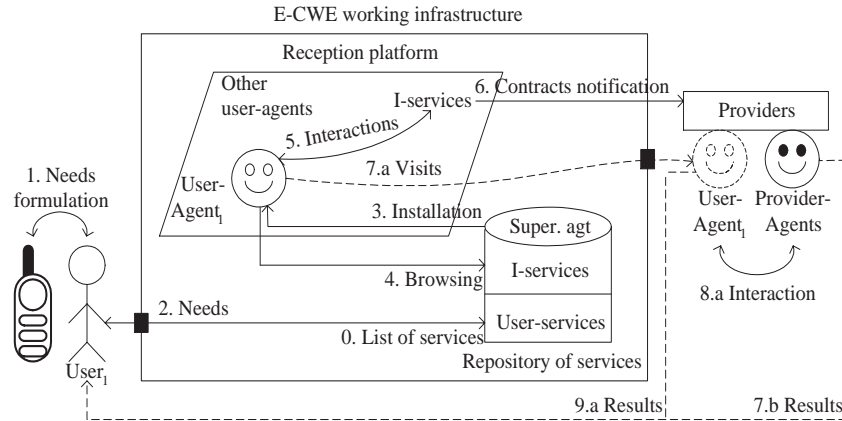 E-CWE working infrastructure
Reception platform
Other
user-agents
I-services
6. Contracts notification
Providers
5. Interactions
1. Needs
formulation
User-
Agent1
7.a Visits
User-
Agent1
Provider-
Agents
3. Installation
Super. agt
4. Browsing
I-services
8.a Interaction
2. Needs
0. List of services
User-services
Repository of services
User1
9.a Results
7.b Results